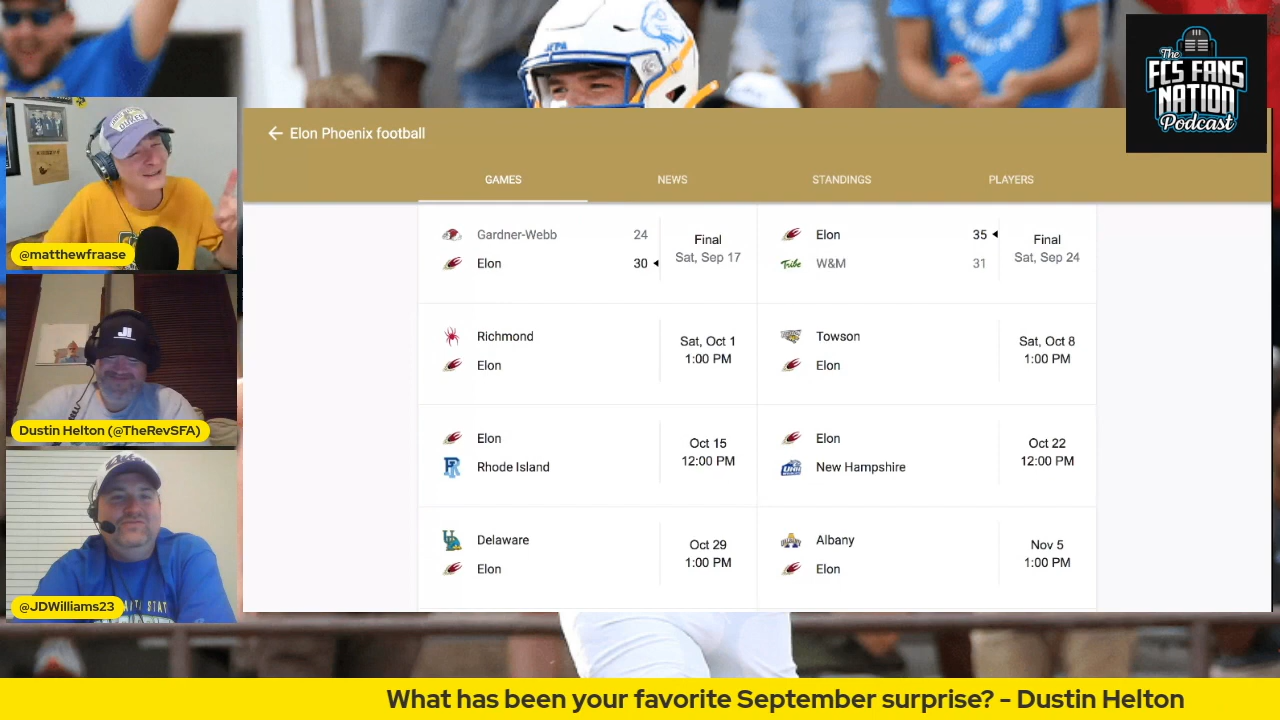 The
FCS FANS
NATION
Podcast
← Elon Phoenix football
GAMES
NEWS
STANDINGS
PLAYERS
Gardner-Webb 24
Elon 30
Final
Sat, Sep 17
Elon 35
W&M 31
Final
Sat, Sep 24
Tribe
Richmond
Elon
Sat, Oct 1
1:00 PM
Towson
Elon
Sat, Oct 8
1:00 PM
Elon
Rhode Island
Oct 15
12:00 PM
Elon
New Hampshire
Oct 22
12:00 PM
Delaware
Elon
Oct 29
1:00 PM
Albany
Elon
Nov 5
1:00 PM
@matthewfraase
Dustin Helton (@TheRevSFA)
@JDWilliams23
What has been your favorite September surprise? - Dustin Helton